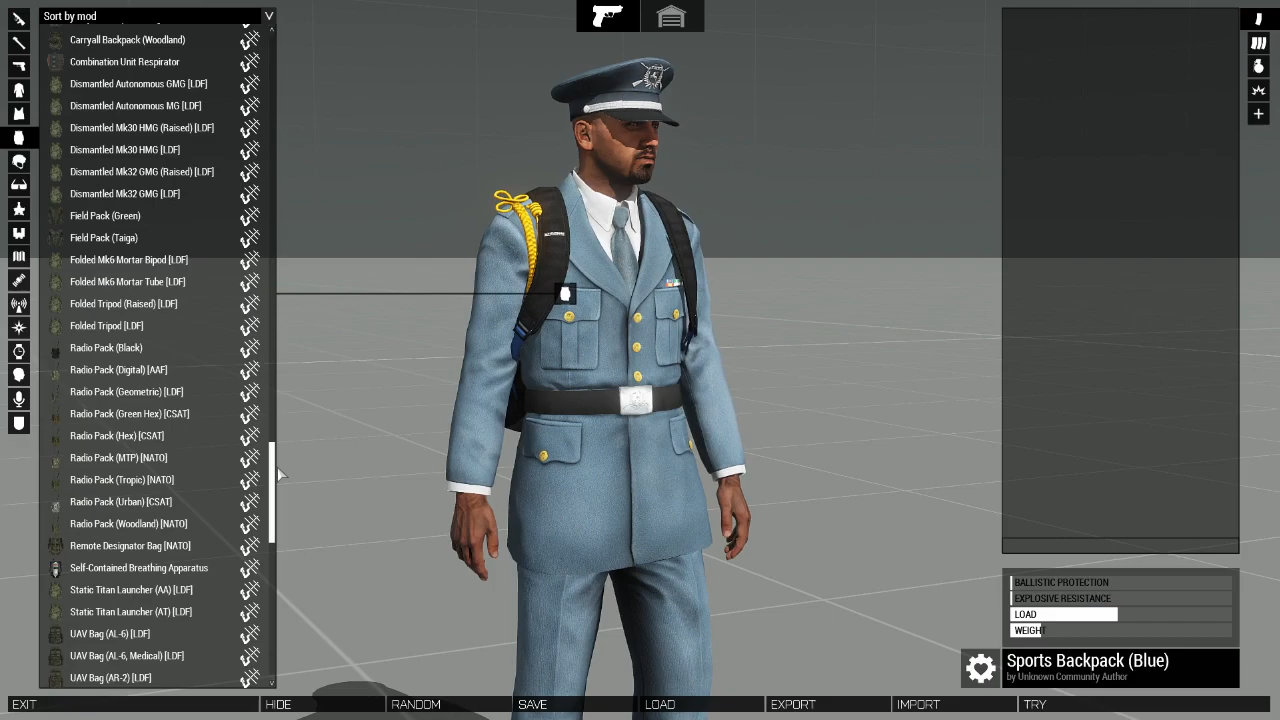 Sort by mod
Carryall Backpack (Woodland)
Combination Unit Respirator
Dismantled Autonomous GMG [LDF]
Dismantled Autonomous MG [LDF]
Dismantled Mk30 HMG (Raised) [LDF]
Dismantled Mk30 HMG [LDF]
Dismantled Mk32 GMG (Raised) [LDF]
Dismantled Mk32 GMG [LDF]
Field Pack (Green)
Field Pack (Taiga)
Folded Mk6 Mortar Bipod [LDF]
Folded Mk6 Mortar Tube [LDF]
Folded Tripod (Raised) [LDF]
Folded Tripod [LDF]
Radio Pack (Black)
Radio Pack (Digital) [AAF]
Radio Pack (Geometric) [LDF]
Radio Pack (Green Hex) [CSAT]
Radio Pack (Hex) [CSAT]
Radio Pack (MTP) [NATO]
Radio Pack (Tropic) [NATO]
Radio Pack (Urban) [CSAT]
Radio Pack (Woodland) [NATO]
Remote Designator Bag [NATO]
Self-Contained Breathing Apparatus
Static Titan Launcher (AA) [LDF]
Static Titan Launcher (AT) [LDF]
UAV Bag (AL-6) [LDF]
UAV Bag (AL-6, Medical) [LDF]
UAV Bag (AR-2) [LDF]
BALLISTIC PROTECTION
EXPLOSIVE RESISTANCE
LOAD
WEIGHT
Sports Backpack (Blue)
by Unknown Community Author
EXIT
HIDE
RANDOM
SAVE
LOAD
EXPORT
IMPORT
TRY